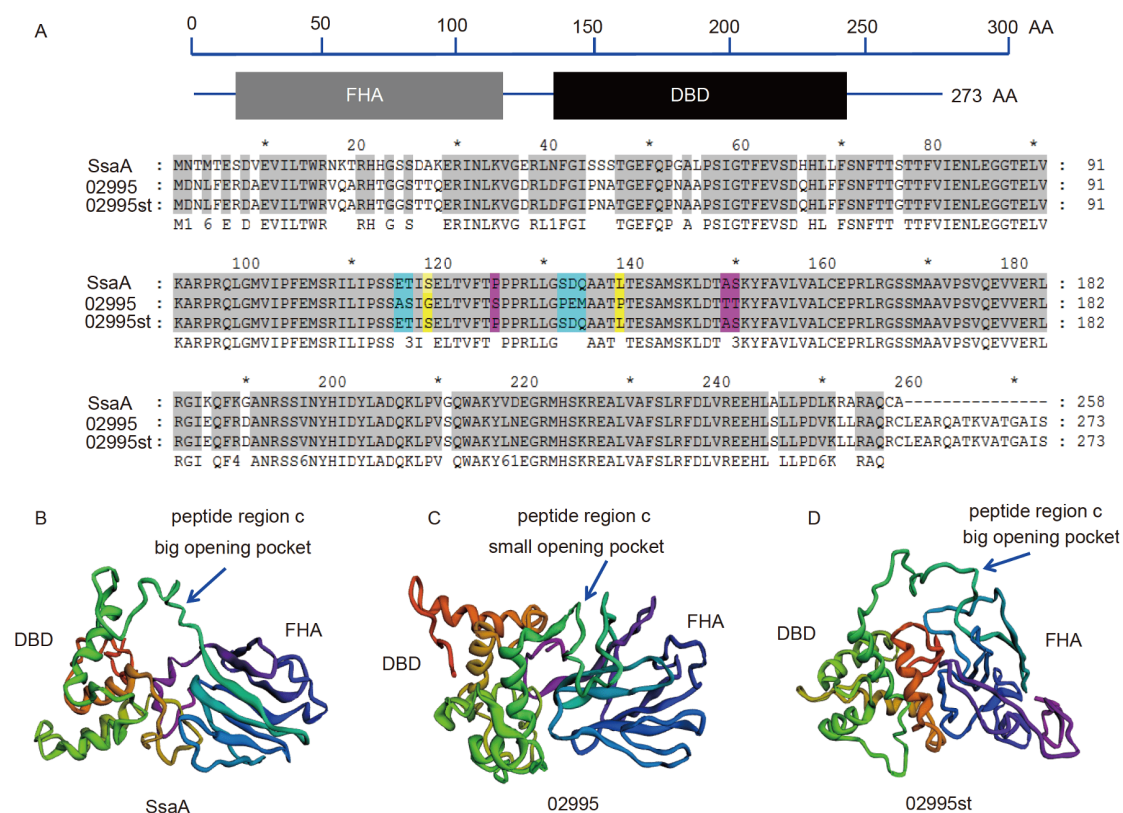 A
0 50 100 150 200 250 300 AA
FHA DBD 273 AA
* 20 * 40 * 60 * 80 *
SsaA : MNTMTESDVEVILTWRNKTRHHGSSDAKERINLKVGERLNFGISSSTGEFQPGALPSIGTFEVSDHHLLFSNFTTSTTFVIENLEGGTELV : 91
02995 : MDNLFERDAEVILTWRVQARHTGGSTTQERINLKVGDRLDFGIPNATGEFQPNAAPSIGTFEVSDQHLFFSNFTTGTTFVIENLEGGTELV : 91
02995st : MDNLFERDAEVILTWRVQARHTGGSTTQERINLKVGDRLDFGIPNATGEFQPNAAPSIGTFEVSDQHLFFSNFTTGTTFVIENLEGGTELV : 91
M1 6 E D EVILTWR RH G S ERINLKVG RL1FGI TGEFQP A PSIGTFEVSD HL FSNFTT TTFVIENLEGGTELV
100 * 120 * 140 * 160 * 180
SsaA : KARPRQLGMVIPFEMSRILIPSSETISELTVFTPPPRLLGSDQAATLTESAMSKLDTASKYFAVLVALCEPRLRGSSMAAVPSVQEVVERL : 182
02995 : KARPRQLGMVIPFEMSRILIPSSASIGELTVFTSPPRLLGPEMAATPTESAMSKLDTTTKYFAVLVALCEPRLRGSSMAAVPSVQEVVERL : 182
02995st : KARPRQLGMVIPFEMSRILIPSSETISELTVFTPPPRLLGSDQAATLTESAMSKLDTASKYFAVLVALCEPRLRGSSMAAVPSVQEVVERL : 182
KARPRQLGMVIPFEMSRILIPSS 3I ELTVFT PPRLLG AAT TESAMSKLDT 3KYFAVLVALCEPRLRGSSMAAVPSVQEVVERL
* 200 * 220 * 240 * 260 *
SsaA : RGIKQFKGANRSSINYHIDYLADQKLPVGQWAKYVDEGRMHSKREALVAFSLRFDLVREEHLALLPDLKRARAQCA--------------- : 258
02995 : RGIEQFRDANRSSVNYHIDYLADQKLPVSQWAKYLNEGRMHSKREALVAFSLRFDLVREEHLSLLPDVKLLRAQRCLEARQATKVATGAIS : 273
02995st : RGIEQFRDANRSSVNYHIDYLADQKLPVSQWAKYLNEGRMHSKREALVAFSLRFDLVREEHLSLLPDVKLLRAQRCLEARQATKVATGAIS : 273
RGI QF4 ANRSS6NYHIDYLADQKLPV QWAKY61EGRMHSKREALVAFSLRFDLVREEHL LLPD6K RAQ
B
peptide region c
big opening pocket
DBD
FHA
SsaA
C
peptide region c
small opening pocket
DBD
FHA
02995
D
peptide region c
big opening pocket
DBD
FHA
02995st